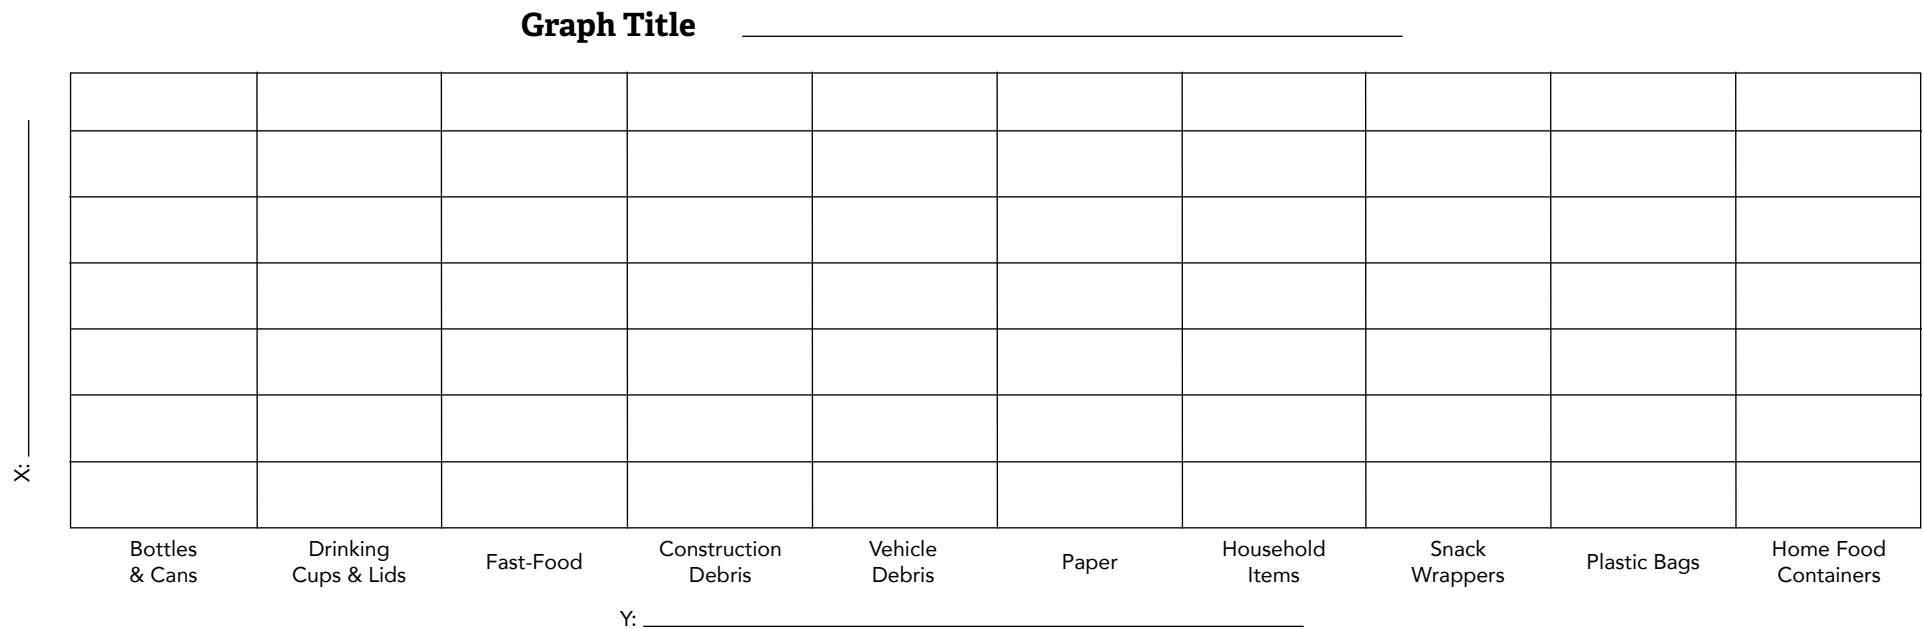 Graph Title
X:
Bottles
& Cans
Drinking
Cups & Lids
Fast-Food
Construction
Debris
Vehicle
Debris
Paper
Household
Items
Snack
Wrappers
Plastic Bags
Home Food
Containers
Y: